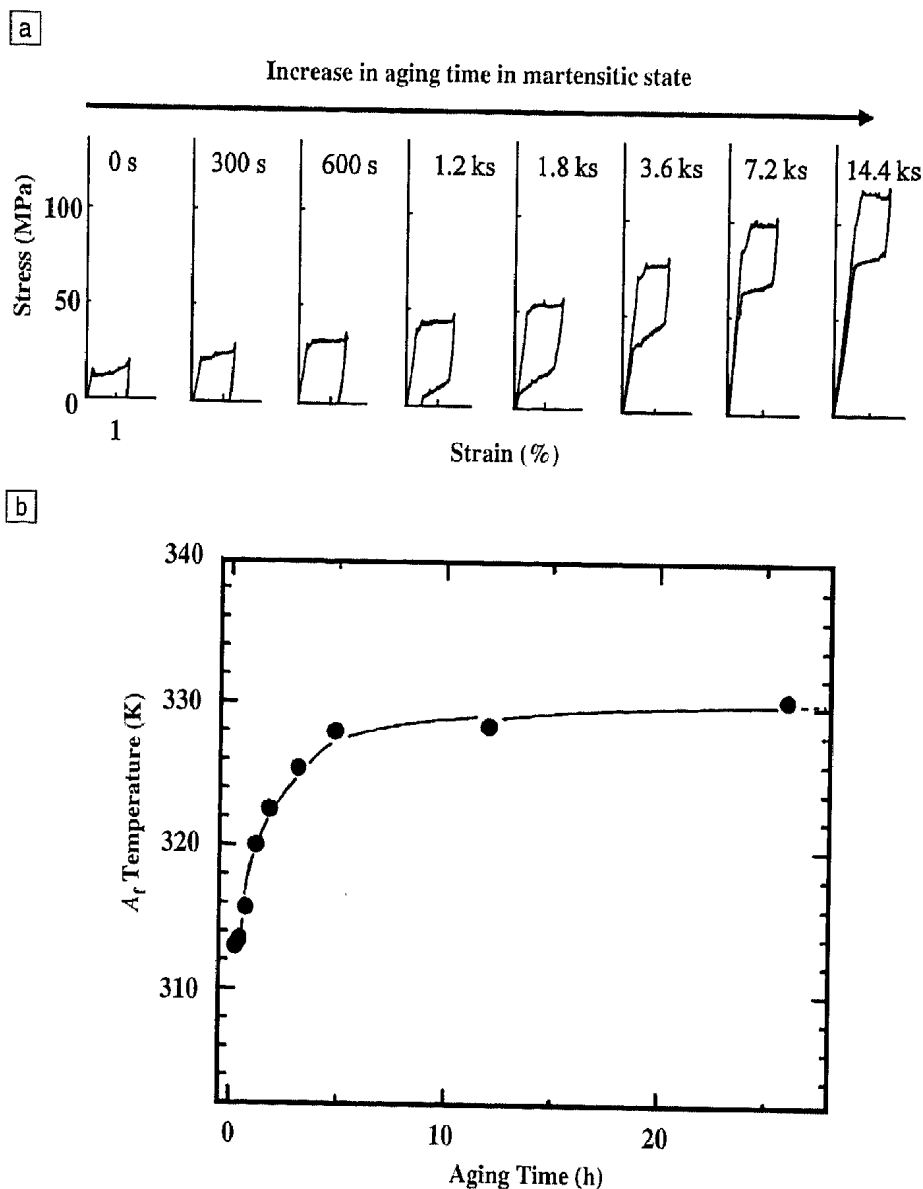 a
Increase in aging time in martensitic state
Stress (MPa)
100
50
0
0 s
300 s
600 s
1.2 ks
1.8 ks
3.6 ks
7.2 ks
14.4 ks
1
Strain (%)
b
340
330
320
310
A_f Temperature (K)
0
10
20
Aging Time (h)